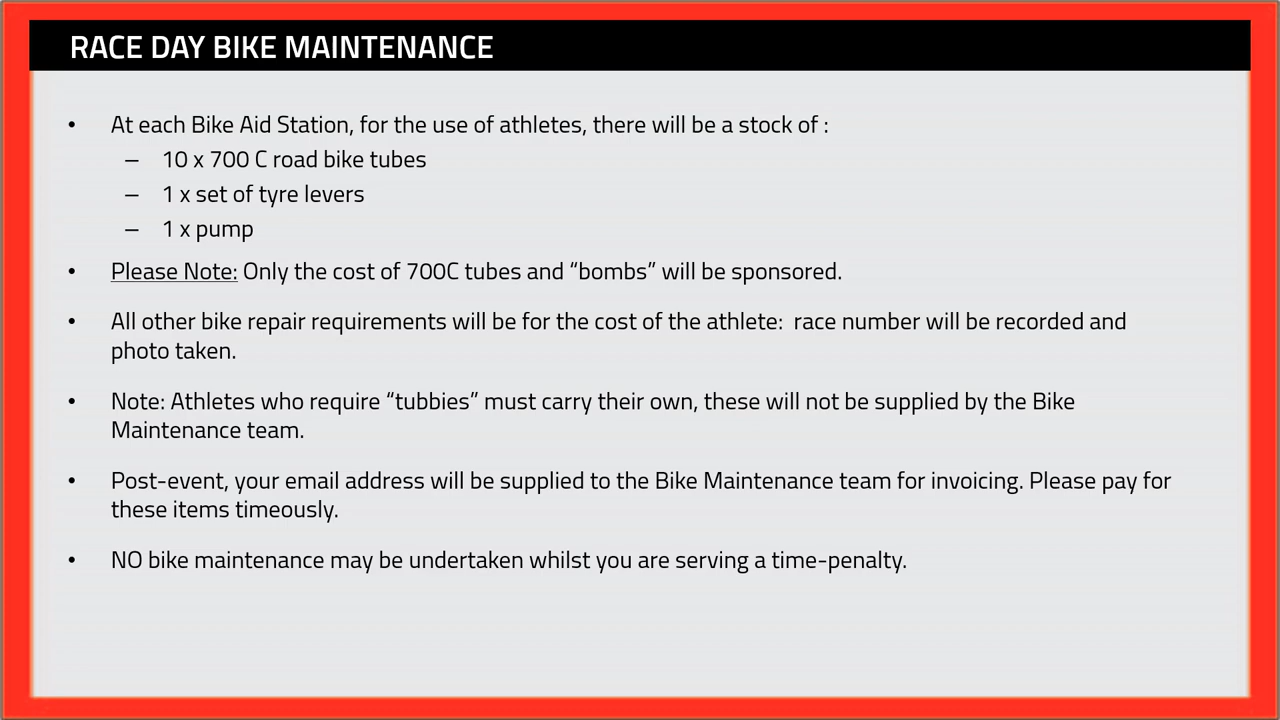 RACE DAY BIKE MAINTENANCE
• At each Bike Aid Station, for the use of athletes, there will be a stock of :
– 10 x 700 C road bike tubes
– 1 x set of tyre levers
– 1 x pump
• Please Note: Only the cost of 700C tubes and “bombs” will be sponsored.
• All other bike repair requirements will be for the cost of the athlete:  race number will be recorded and
photo taken.
• Note: Athletes who require “tubbies” must carry their own, these will not be supplied by the Bike
Maintenance team.
• Post-event, your email address will be supplied to the Bike Maintenance team for invoicing. Please pay for
these items timeously.
• NO bike maintenance may be undertaken whilst you are serving a time-penalty.